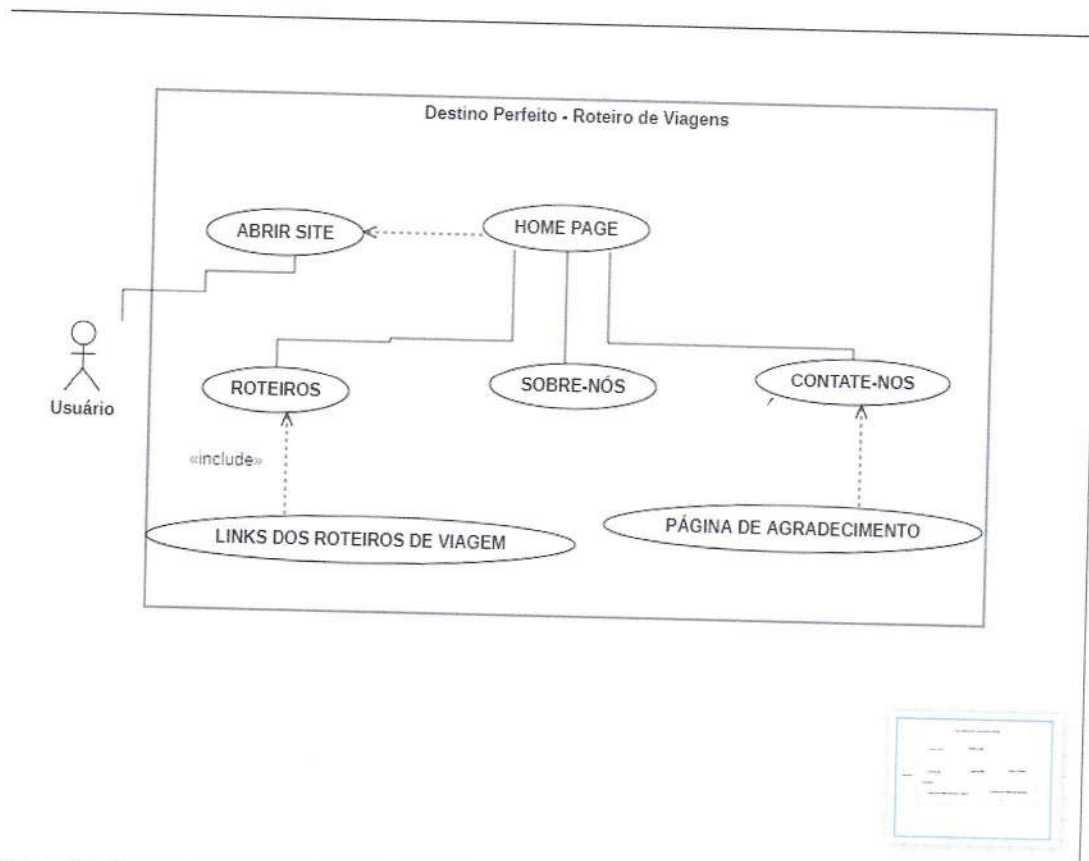 Destino Perfeito - Roteiro de Viagens
ABRIR SITE
HOME PAGE
Usuário
ROTEIROS
SOBRE-NÓS
CONTATE-NOS
«include»
LINKS DOS ROTEIROS DE VIAGEM
PÁGINA DE AGRADECIMENTO